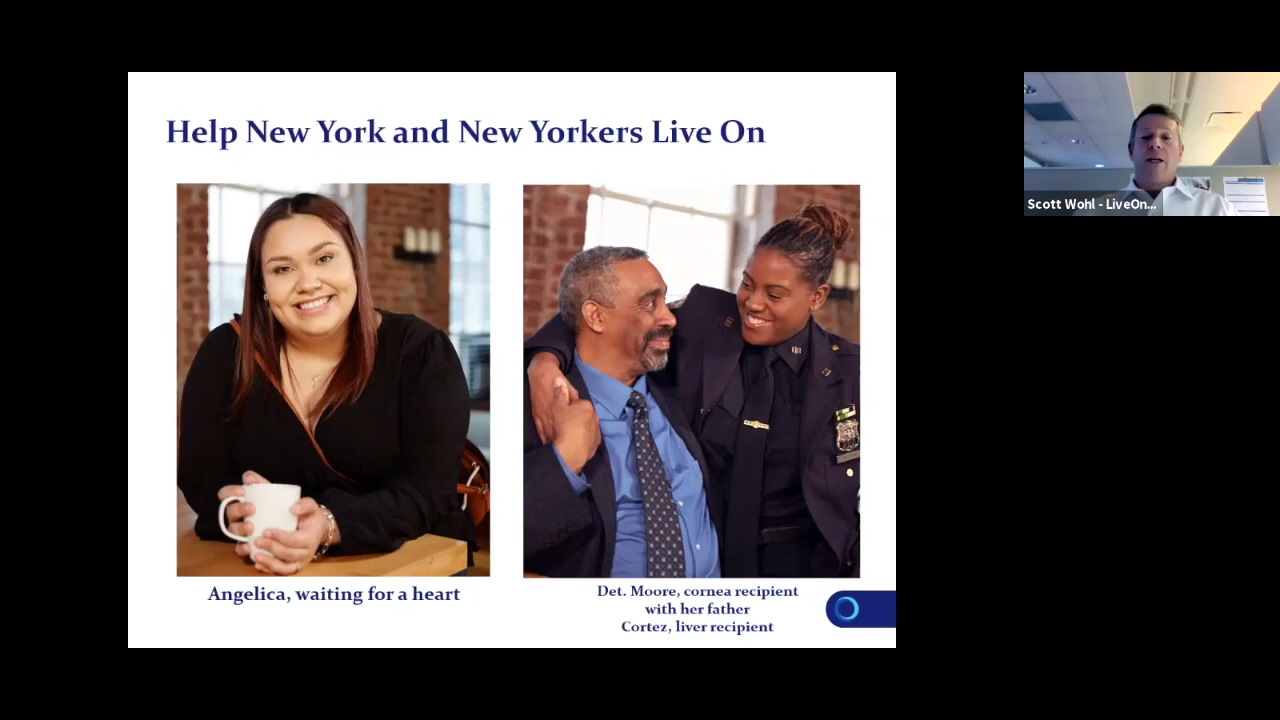 Help New York and New Yorkers Live On
Scott Wohl - LiveOn...
Angelica, waiting for a heart
Det. Moore, cornea recipient
with her father
Cortez, liver recipient